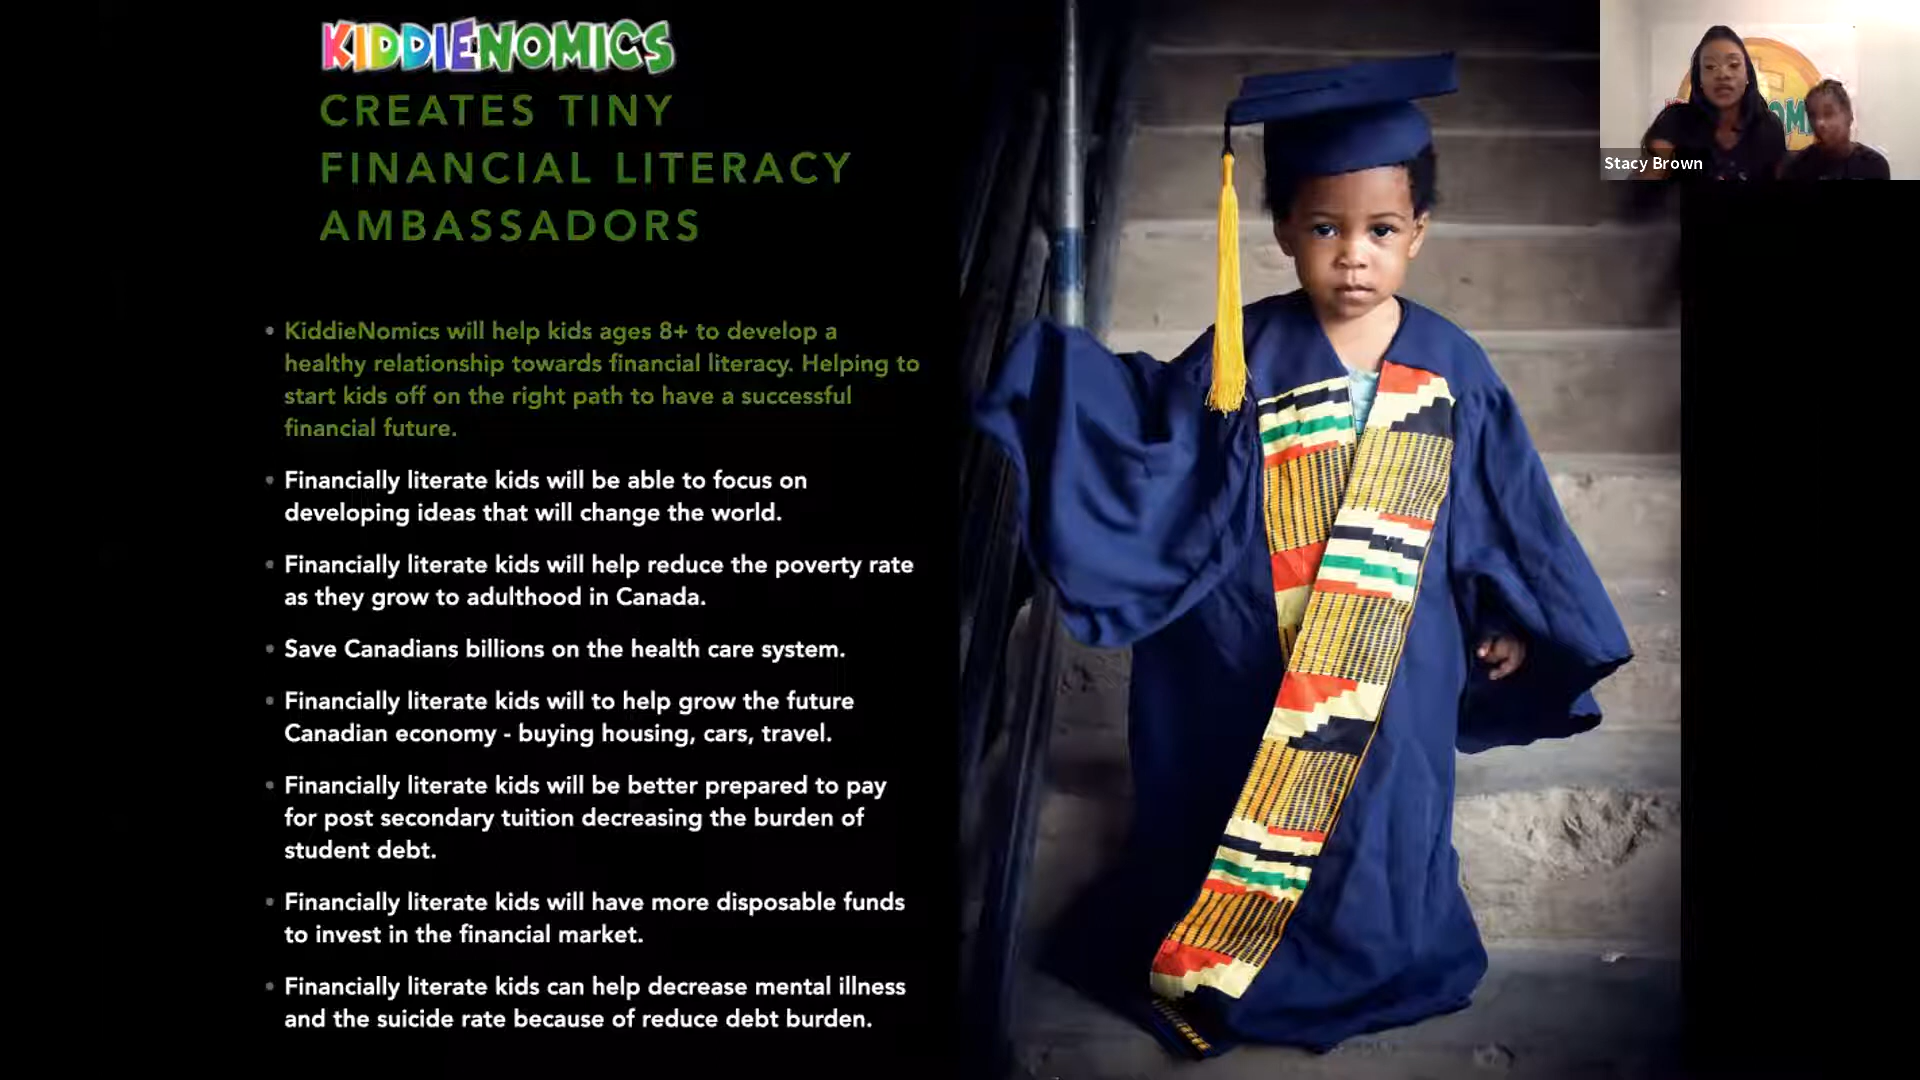 KIDDIENOMICS
CREATES TINY
FINANCIAL LITERACY
AMBASSADORS
• KiddieNomics will help kids ages 8+ to develop a
healthy relationship towards financial literacy. Helping to
start kids off on the right path to have a successful
financial future.
• Financially literate kids will be able to focus on
developing ideas that will change the world.
• Financially literate kids will help reduce the poverty rate
as they grow to adulthood in Canada.
• Save Canadians billions on the health care system.
• Financially literate kids will to help grow the future
Canadian economy - buying housing, cars, travel.
• Financially literate kids will be better prepared to pay
for post secondary tuition decreasing the burden of
student debt.
• Financially literate kids will have more disposable funds
to invest in the financial market.
• Financially literate kids can help decrease mental illness
and the suicide rate because of reduce debt burden.
Stacy Brown